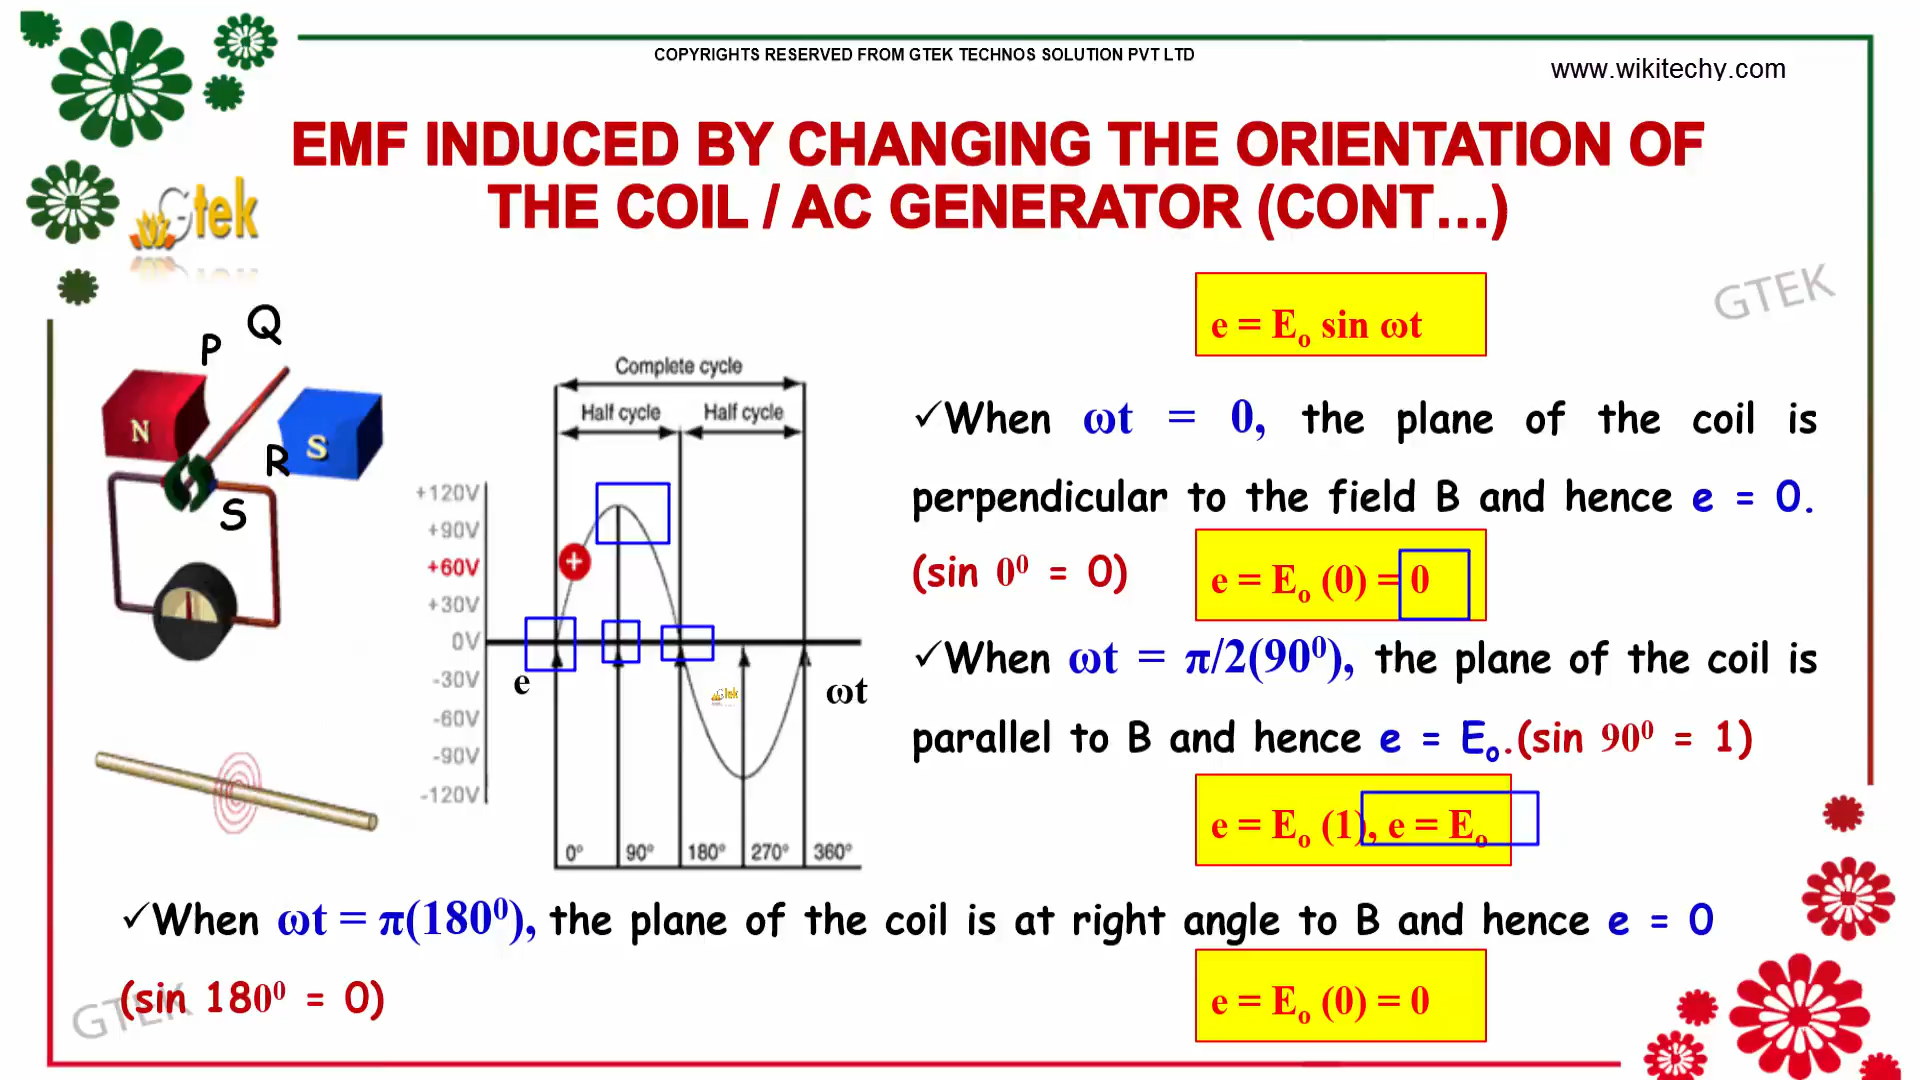 COPYRIGHTS RESERVED FROM GTEK TECHNOS SOLUTION PVT LTD
www.wikitechy.com
EMF INDUCED BY CHANGING THE ORIENTATION OF
THE COIL / AC GENERATOR (CONT...)
Gtek
GTEK
e = Eₒ sin ωt
P
Q
N
S
R
S
Complete cycle
Half cycle Half cycle
+120V
+90V
+60V
+30V
0V
-30V
-60V
-90V
-120V
+
e
ωt
Gtek
0° 90° 180° 270° 360°
✓When ωt = 0, the plane of the coil is
perpendicular to the field B and hence e = 0.
(sin 0⁰ = 0)
e = Eₒ (0) = 0
✓When ωt = π/2(90⁰), the plane of the coil is
parallel to B and hence e = Eₒ.(sin 90⁰ = 1)
e = Eₒ (1), e = Eₒ
✓When ωt = π(180⁰), the plane of the coil is at right angle to B and hence e = 0
(sin 180⁰ = 0)
e = Eₒ (0) = 0
GTEK